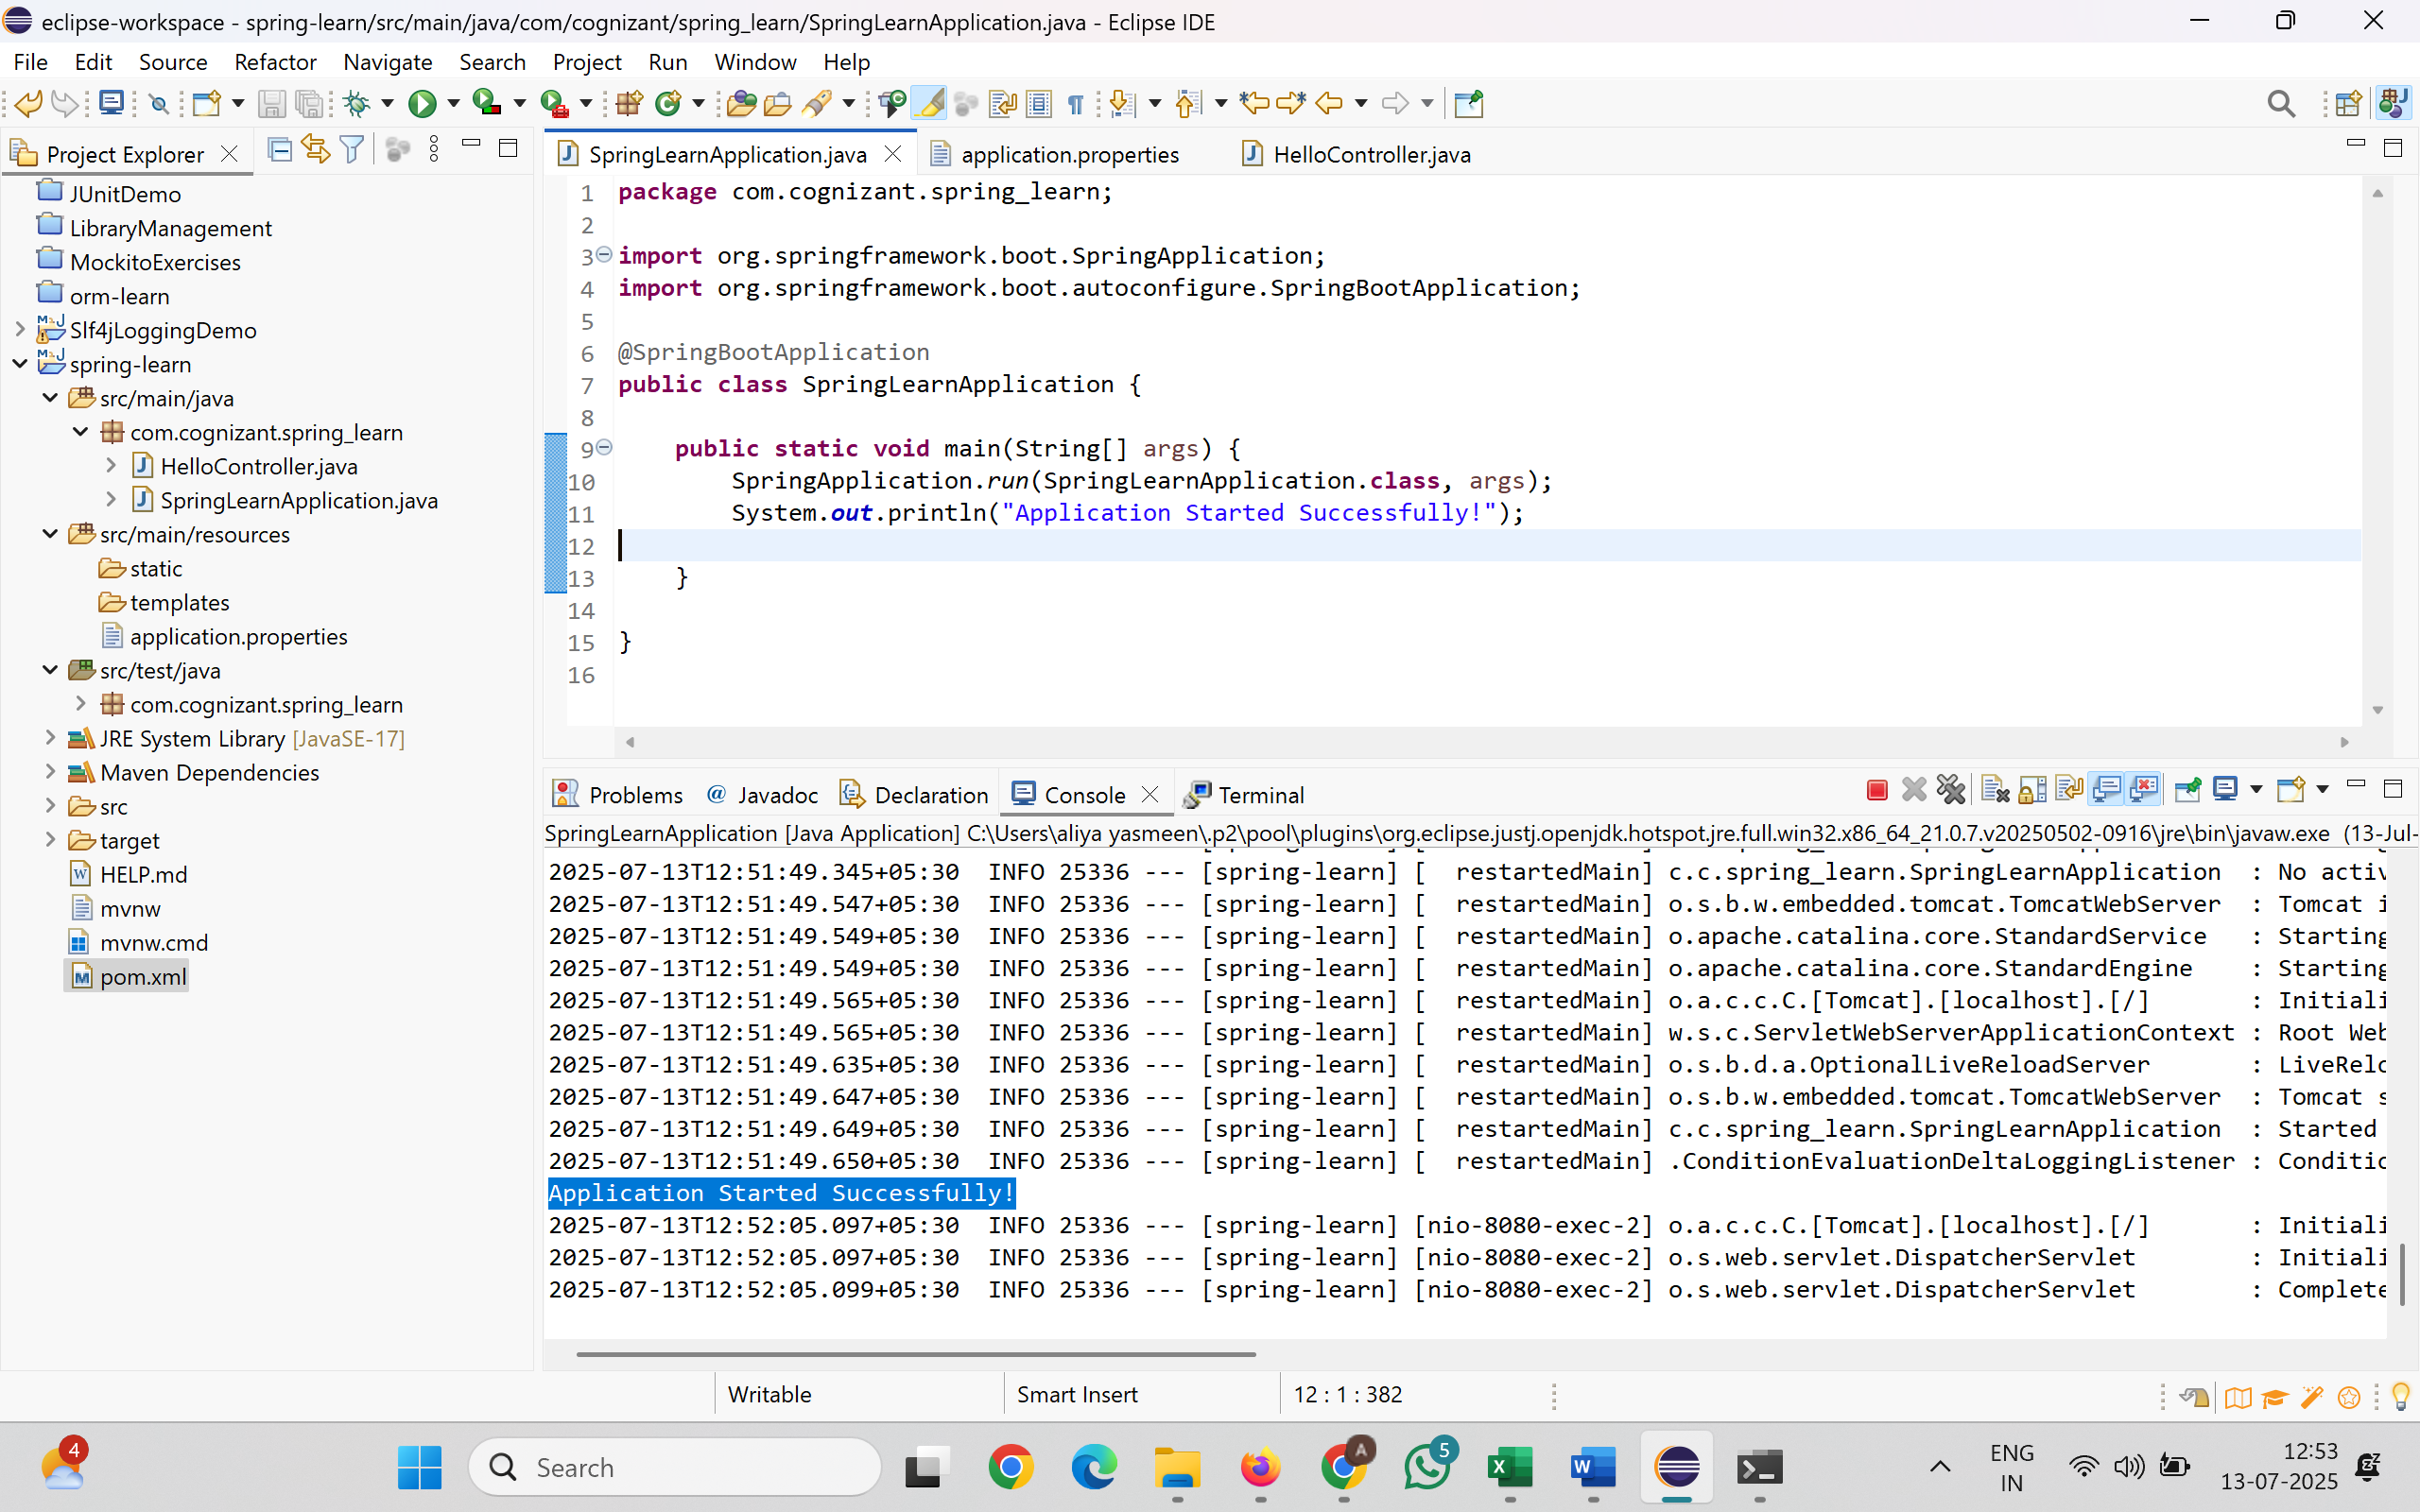 eclipse-workspace - spring-learn/src/main/java/com/cognizant/spring_learn/SpringLearnApplication.java - Eclipse IDE
File Edit Source Refactor Navigate Search Project Run Window Help
Project Explorer
JUnitDemo
LibraryManagement
MockitoExercises
orm-learn
Slf4jLoggingDemo
spring-learn
src/main/java
com.cognizant.spring_learn
HelloController.java
SpringLearnApplication.java
src/main/resources
static
templates
application.properties
src/test/java
com.cognizant.spring_learn
JRE System Library [JavaSE-17]
Maven Dependencies
src
target
HELP.md
mvnw
mvnw.cmd
pom.xml
SpringLearnApplication.java application.properties HelloController.java
1 package com.cognizant.spring_learn;
2
3 import org.springframework.boot.SpringApplication;
4 import org.springframework.boot.autoconfigure.SpringBootApplication;
5
6 @SpringBootApplication
7 public class SpringLearnApplication {
8
9 public static void main(String[] args) {
10 SpringApplication.run(SpringLearnApplication.class, args);
11 System.out.println("Application Started Successfully!");
12
13 }
14
15 }
16
Problems Javadoc Declaration Console Terminal
SpringLearnApplication [Java Application] C:\Users\aliya yasmeen\.p2\pool\plugins\org.eclipse.justj.openjdk.hotspot.jre.full.win32.x86_64_21.0.7.v20250502-0916\jre\bin\javaw.exe (13-Jul-
2025-07-13T12:51:49.345+05:30 INFO 25336 --- [spring-learn] [ restartedMain] c.c.spring_learn.SpringLearnApplication : No activ
2025-07-13T12:51:49.547+05:30 INFO 25336 --- [spring-learn] [ restartedMain] o.s.b.w.embedded.tomcat.TomcatWebServer : Tomcat i
2025-07-13T12:51:49.549+05:30 INFO 25336 --- [spring-learn] [ restartedMain] o.apache.catalina.core.StandardService : Starting
2025-07-13T12:51:49.549+05:30 INFO 25336 --- [spring-learn] [ restartedMain] o.apache.catalina.core.StandardEngine : Starting
2025-07-13T12:51:49.565+05:30 INFO 25336 --- [spring-learn] [ restartedMain] o.a.c.c.C.[Tomcat].[localhost].[/] : Initiali
2025-07-13T12:51:49.565+05:30 INFO 25336 --- [spring-learn] [ restartedMain] w.s.c.ServletWebServerApplicationContext : Root Web
2025-07-13T12:51:49.635+05:30 INFO 25336 --- [spring-learn] [ restartedMain] o.s.b.d.a.OptionalLiveReloadServer : LiveRelo
2025-07-13T12:51:49.647+05:30 INFO 25336 --- [spring-learn] [ restartedMain] o.s.b.w.embedded.tomcat.TomcatWebServer : Tomcat s
2025-07-13T12:51:49.649+05:30 INFO 25336 --- [spring-learn] [ restartedMain] c.c.spring_learn.SpringLearnApplication : Started
2025-07-13T12:51:49.650+05:30 INFO 25336 --- [spring-learn] [ restartedMain] .ConditionEvaluationDeltaLoggingListener : Conditio
Application Started Successfully!
2025-07-13T12:52:05.097+05:30 INFO 25336 --- [spring-learn] [nio-8080-exec-2] o.a.c.c.C.[Tomcat].[localhost].[/] : Initiali
2025-07-13T12:52:05.097+05:30 INFO 25336 --- [spring-learn] [nio-8080-exec-2] o.s.web.servlet.DispatcherServlet : Initiali
2025-07-13T12:52:05.099+05:30 INFO 25336 --- [spring-learn] [nio-8080-exec-2] o.s.web.servlet.DispatcherServlet : Complete
Writable Smart Insert 12 : 1 : 382
4
Search
A
5
ENG
IN
12:53
13-07-2025